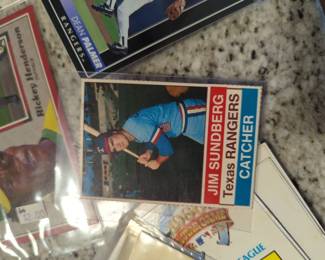 DEAN PALMER
RANGERS
Rickey Henderson
JIM SUNDBERG
Texas RANGERS
CATCHER
LEAGUE